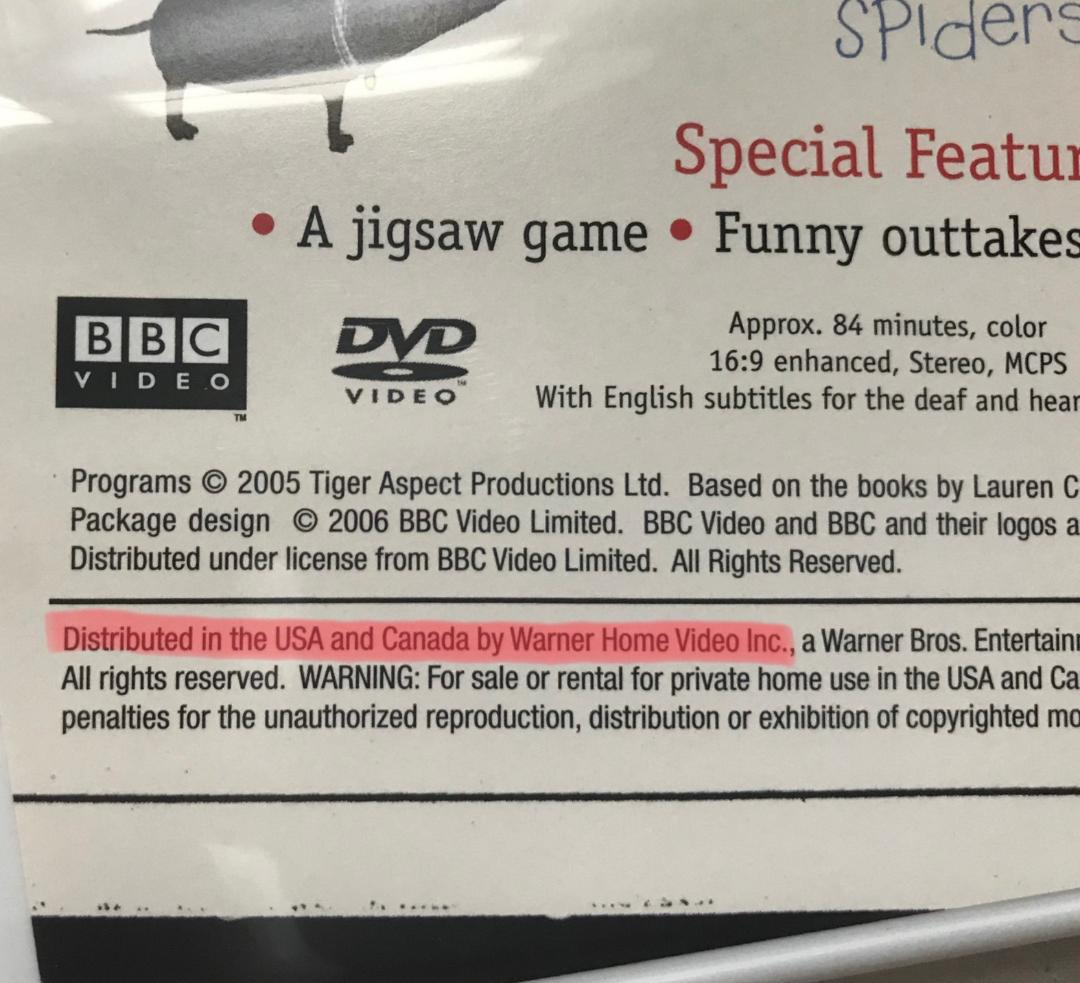 Spiders
Special Featur
• A jigsaw game • Funny outtakes
BBC
VIDEO
™
DVD
VIDEO™
Approx. 84 minutes, color
16:9 enhanced, Stereo, MCPS
With English subtitles for the deaf and hear
Programs © 2005 Tiger Aspect Productions Ltd. Based on the books by Lauren C
Package design © 2006 BBC Video Limited. BBC Video and BBC and their logos a
Distributed under license from BBC Video Limited. All Rights Reserved.
Distributed in the USA and Canada by Warner Home Video Inc., a Warner Bros. Entertain
All rights reserved. WARNING: For sale or rental for private home use in the USA and Ca
penalties for the unauthorized reproduction, distribution or exhibition of copyrighted mo